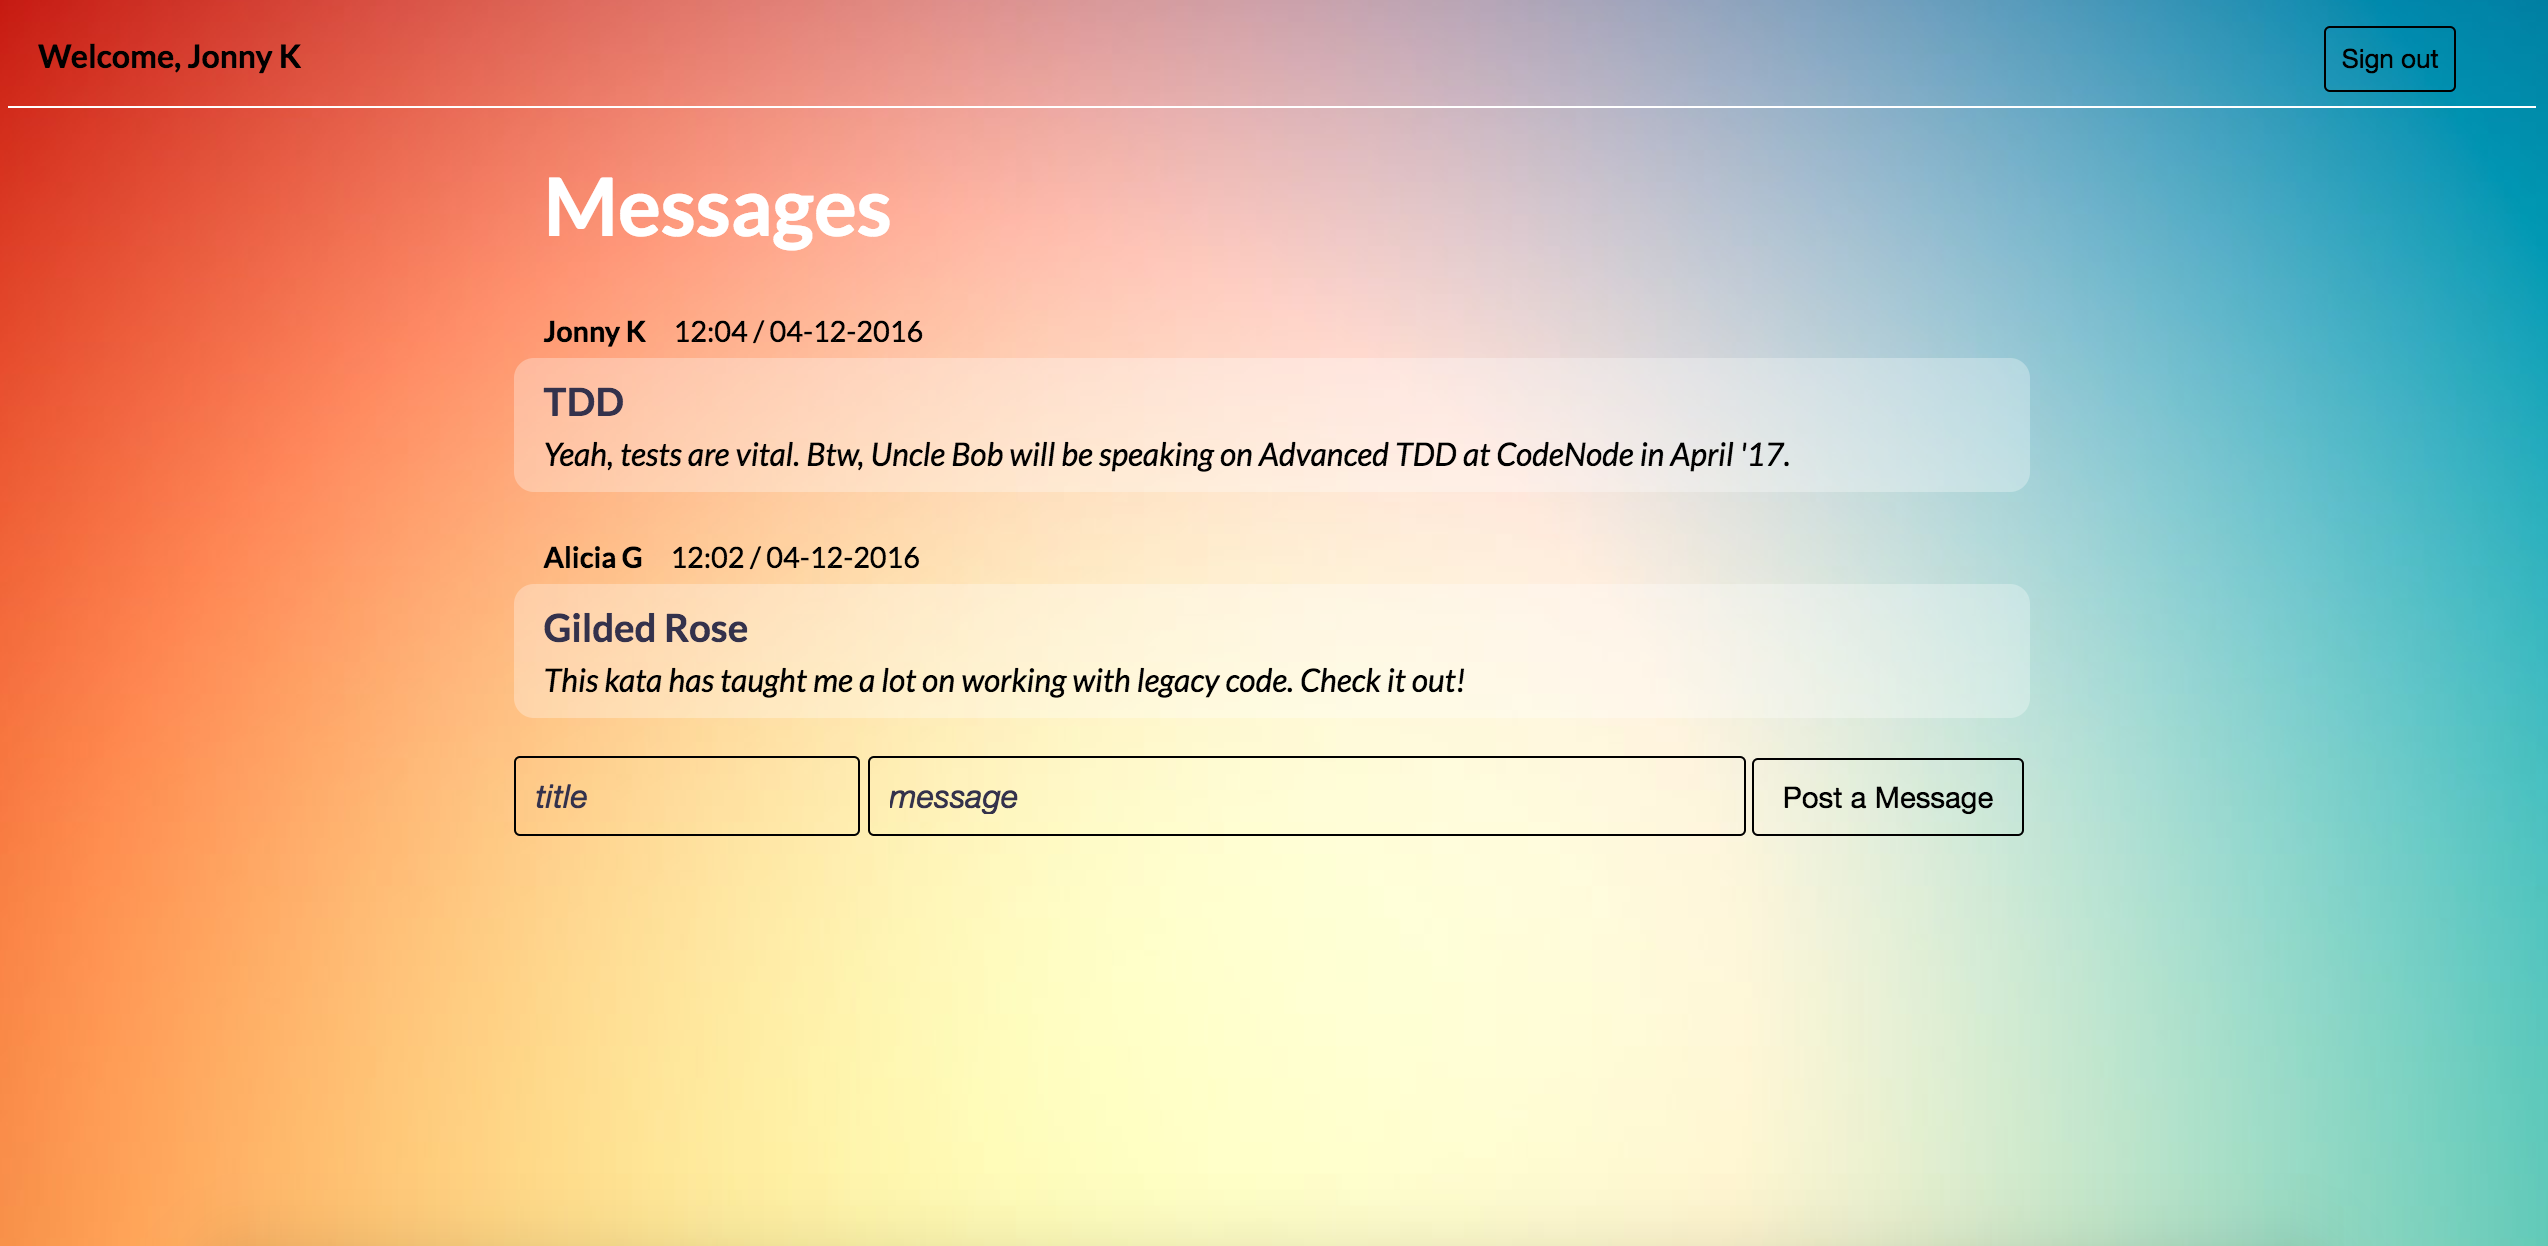 Welcome, Jonny K
Sign out
Messages
Jonny K 12:04 / 04-12-2016
TDD
Yeah, tests are vital. Btw, Uncle Bob will be speaking on Advanced TDD at CodeNode in April '17.
Alicia G 12:02 / 04-12-2016
Gilded Rose
This kata has taught me a lot on working with legacy code. Check it out!
title message Post a Message